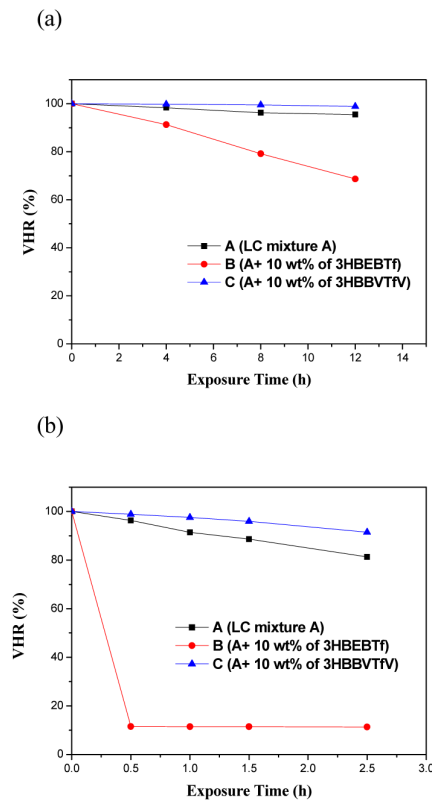 (a)
100
80
60
40
20
0
VHR (%)
A (LC mixture A)
B (A+ 10 wt% of 3HBEBTf)
C (A+ 10 wt% of 3HBBVTfV)
0 2 4 6 8 10 12 14
Exposure Time (h)
(b)
100
80
60
40
20
0
VHR (%)
A (LC mixture A)
B (A+ 10 wt% of 3HBEBTf)
C (A+ 10 wt% of 3HBBVTfV)
0.0 0.5 1.0 1.5 2.0 2.5 3.0
Exposure Time (h)